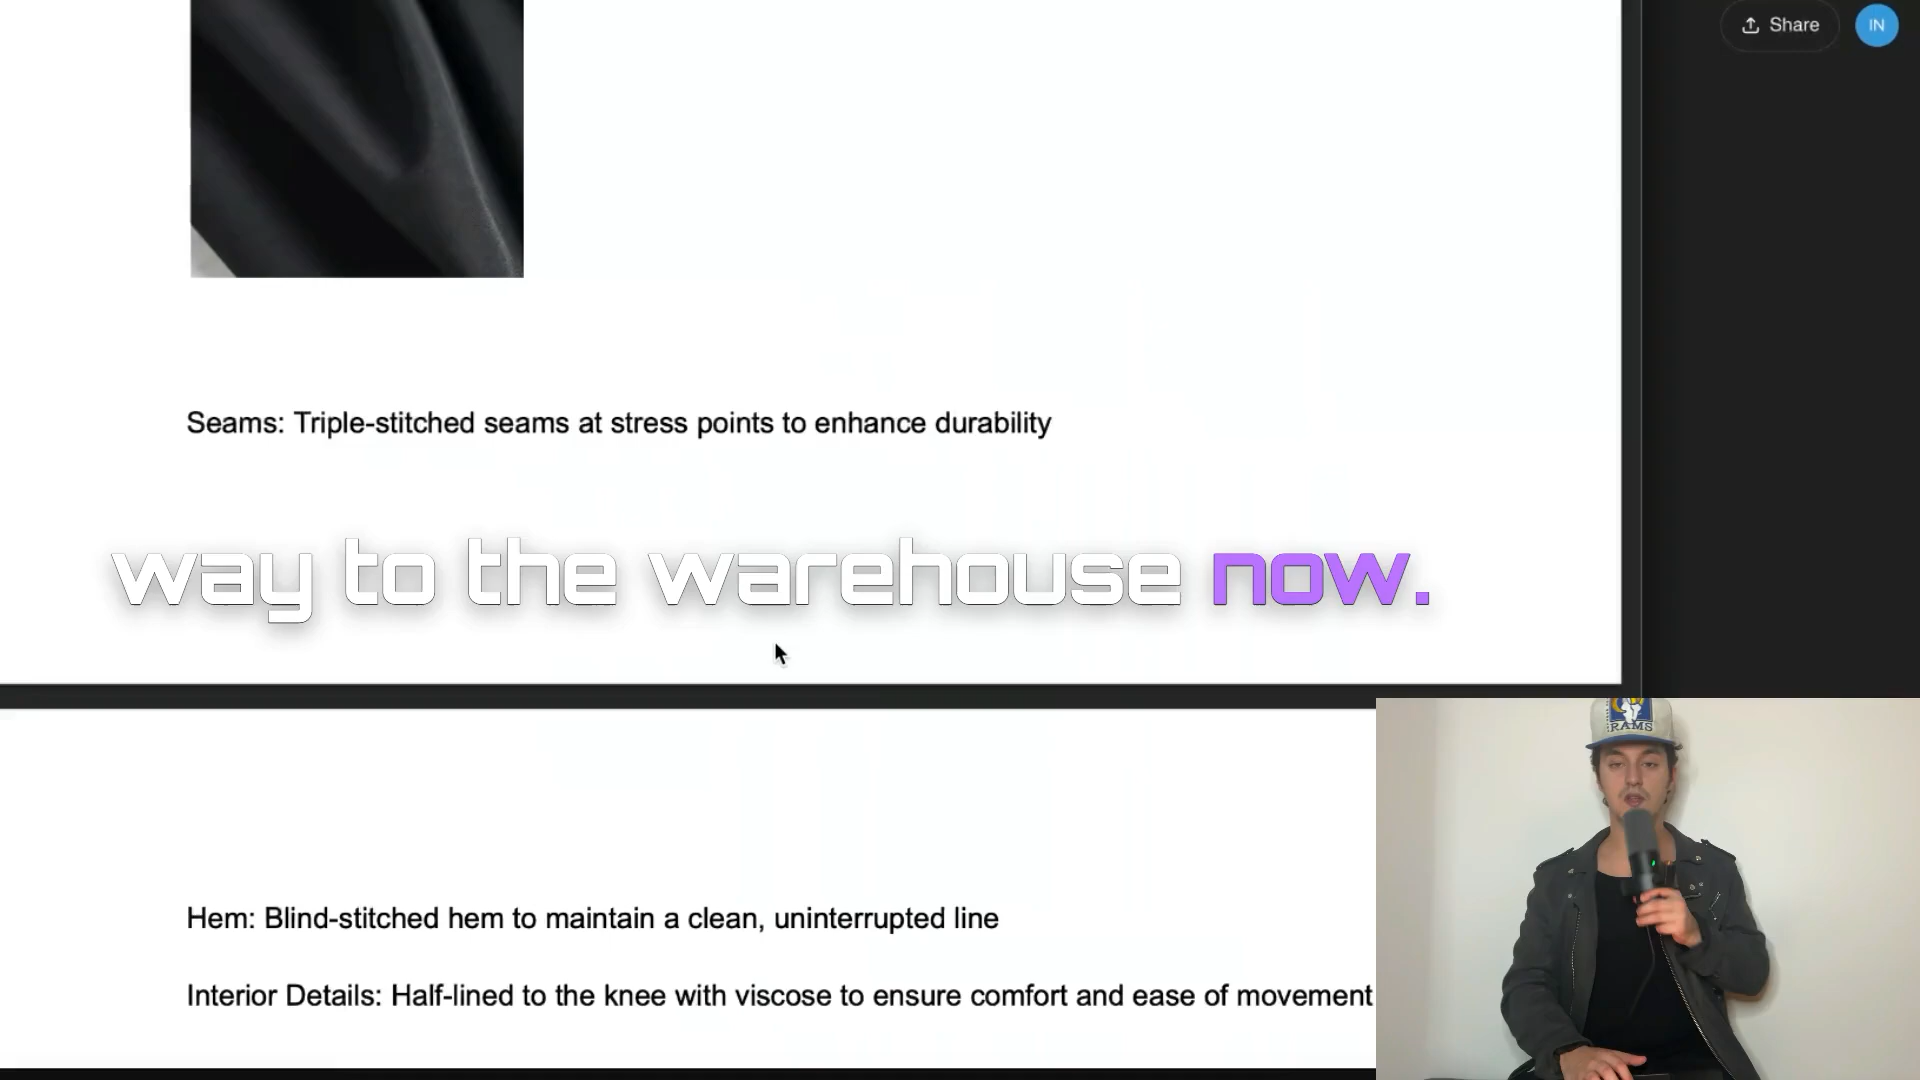 Share
IN
Seams: Triple-stitched seams at stress points to enhance durability
way to the warehouse now.
RAMS
Hem: Blind-stitched hem to maintain a clean, uninterrupted line
Interior Details: Half-lined to the knee with viscose to ensure comfort and ease of movement